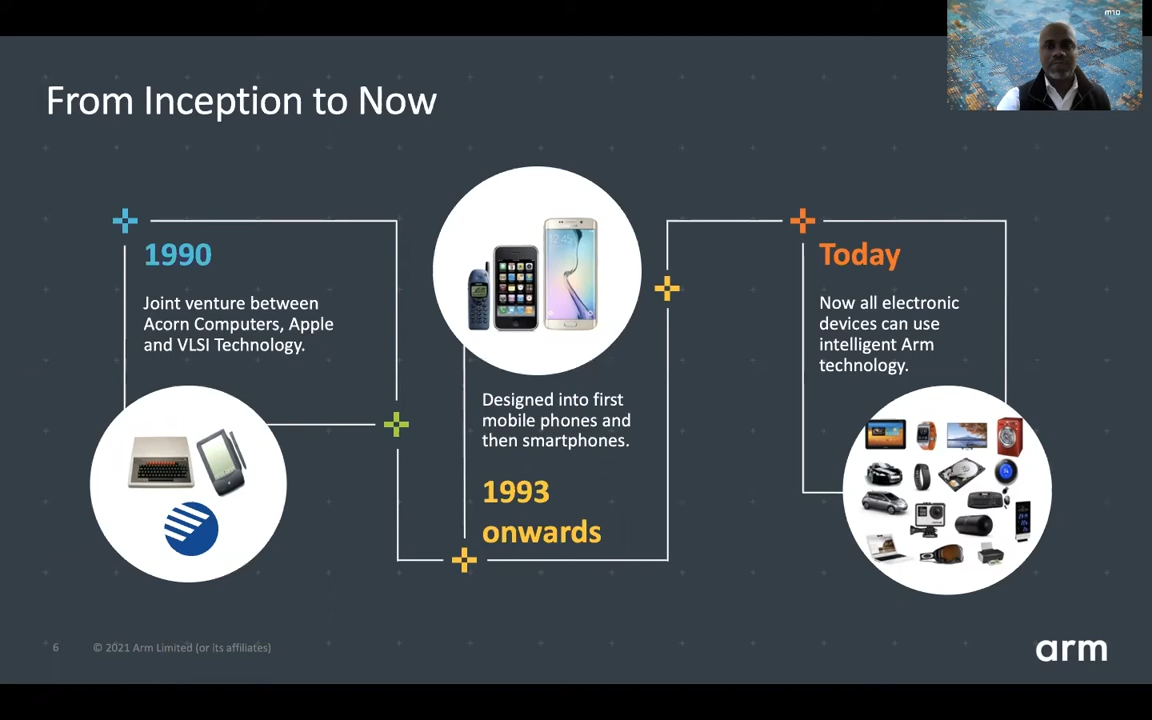 m10
From Inception to Now
1990
Joint venture between
Acorn Computers, Apple
and VLSI Technology.
Designed into first
mobile phones and
then smartphones.
1993
onwards
Today
Now all electronic
devices can use
intelligent Arm
technology.
6
© 2021 Arm Limited (or its affiliates)
arm